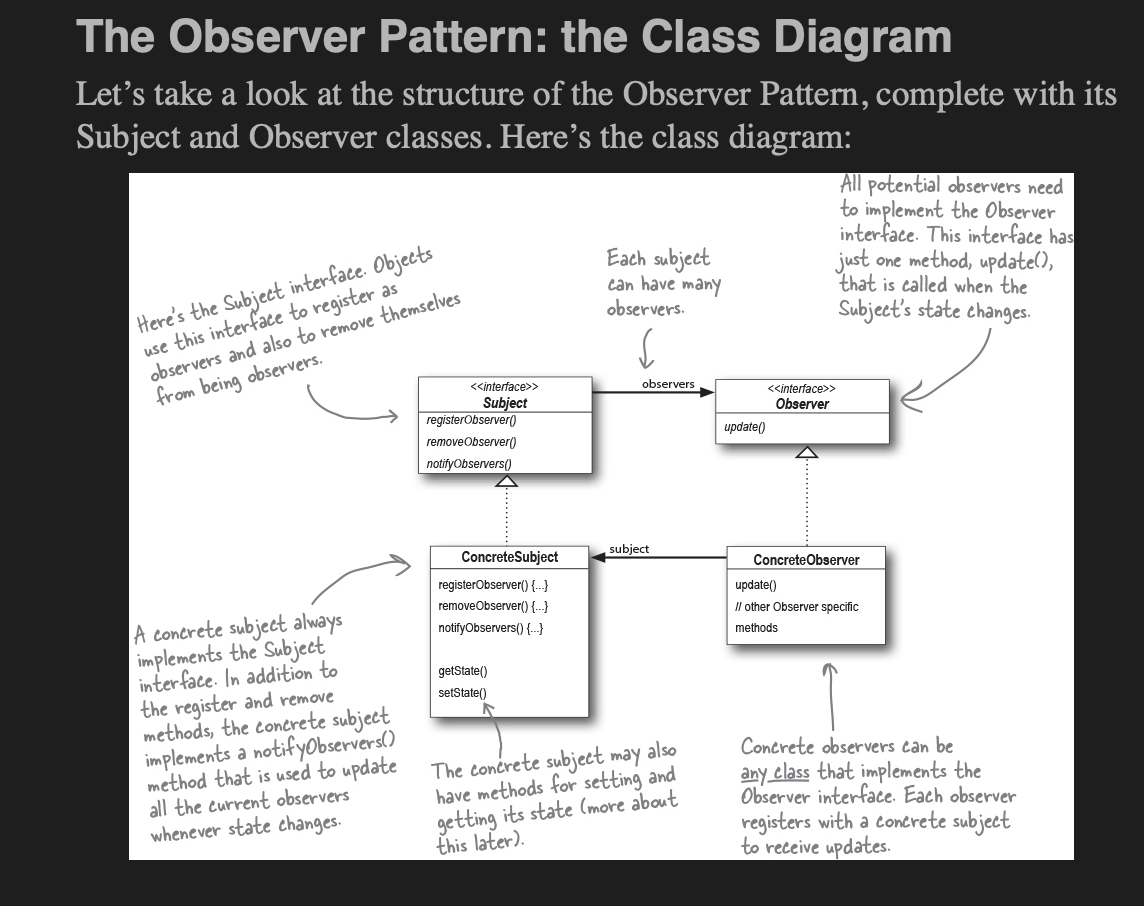 The Observer Pattern: the Class Diagram
Let’s take a look at the structure of the Observer Pattern, complete with its
Subject and Observer classes. Here’s the class diagram:
All potential observers need
to implement the Observer
interface. This interface has
just one method, update(),
that is called when the
Subject's state changes.
Each subject
can have many
observers.
Here's the Subject interface. Objects
use this interface to register as
observers and also to remove themselves
from being observers.
<<interface>>
Subject
registerObserver()
removeObserver()
notifyObservers()
observers
<<interface>>
Observer
update()
ConcreteSubject
registerObserver() {...}
removeObserver() {...}
notifyObservers() {...}
getState()
setState()
subject
ConcreteObserver
update()
// other Observer specific
methods
A concrete subject always
implements the Subject
interface. In addition to
the register and remove
methods, the concrete subject
implements a notifyObservers()
method that is used to update
all the current observers
whenever state changes.
The concrete subject may also
have methods for setting and
getting its state (more about
this later).
Concrete observers can be
any class that implements the
Observer interface. Each observer
registers with a concrete subject
to receive updates.